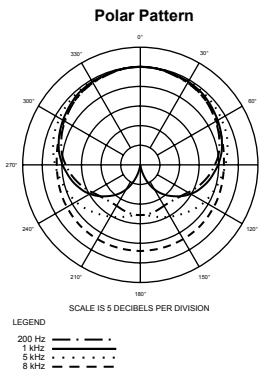 Polar Pattern
0°
330° 30°
300° 60°
270° 90°
240° 120°
210° 150°
180°
SCALE IS 5 DECIBELS PER DIVISION
LEGEND
200 Hz
1 kHz
5 kHz
8 kHz